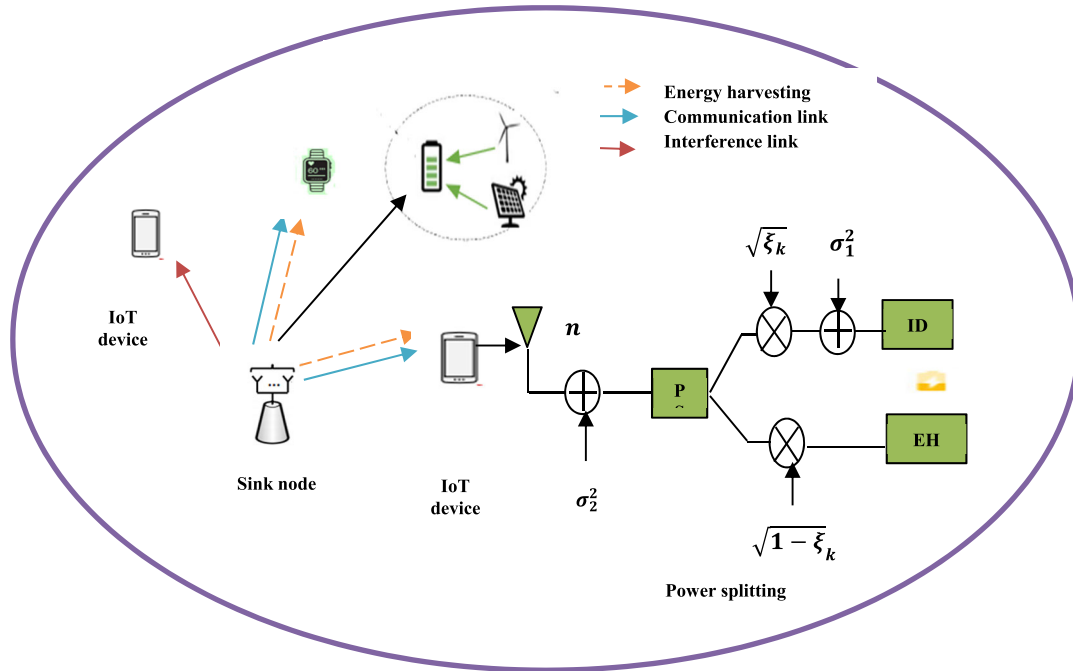 Energy harvesting
Communication link
Interference link
60
IoT
device
...
Sink node
IoT
device
n
σ₂²
P
√ξₖ
σ₁²
ID
EH
√1 − ξₖ
Power splitting